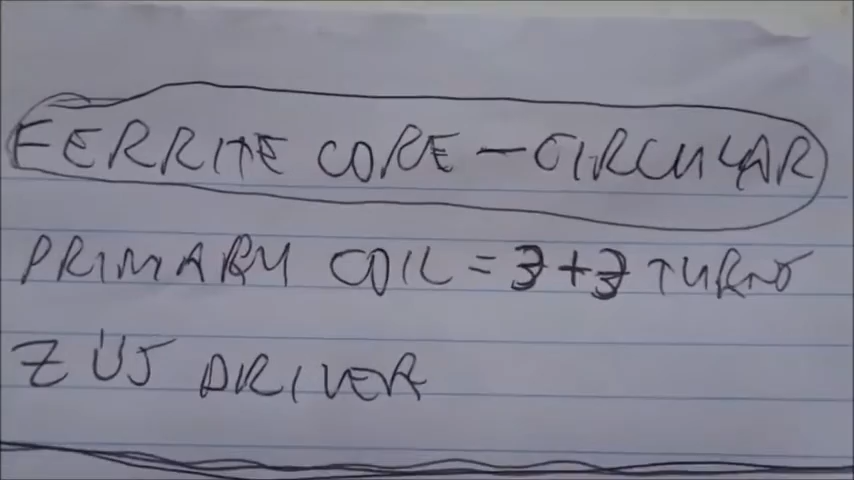 FERRITE CORE - CIRCULAR
PRIMARY COIL = 3+3 TURNS
ZVS DRIVER